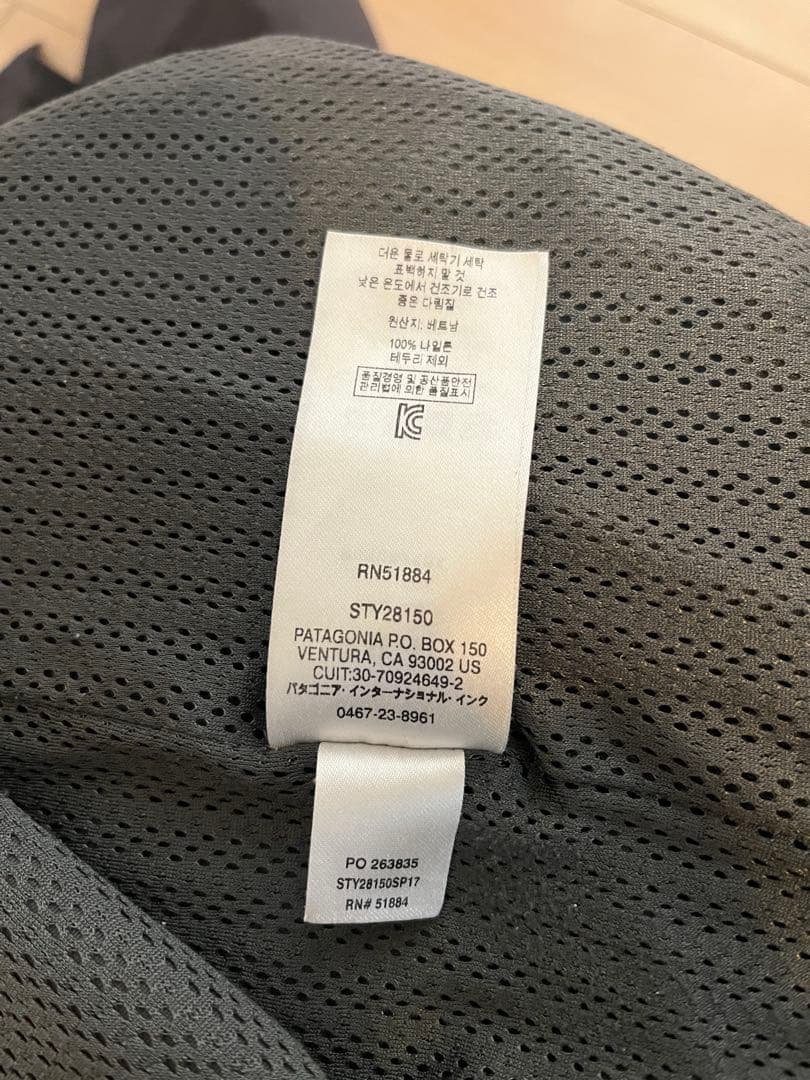 더운 물로 세탁기 세탁
표백하지 말 것
낮은 온도에서 건조기로 건조
줌은 다림질
원산지: 베트남
100% 나일론
테두리 제외
품질경영 및 공산품안전
관리법에 의한 품질표시
RN51884
STY28150
PATAGONIA P.O. BOX 150
VENTURA, CA 93002 US
CUIT:30-70924649-2
パタゴニア・インターナショナル・インク
0467-23-8961
PO 263835
STY28150SP17
RN# 51884